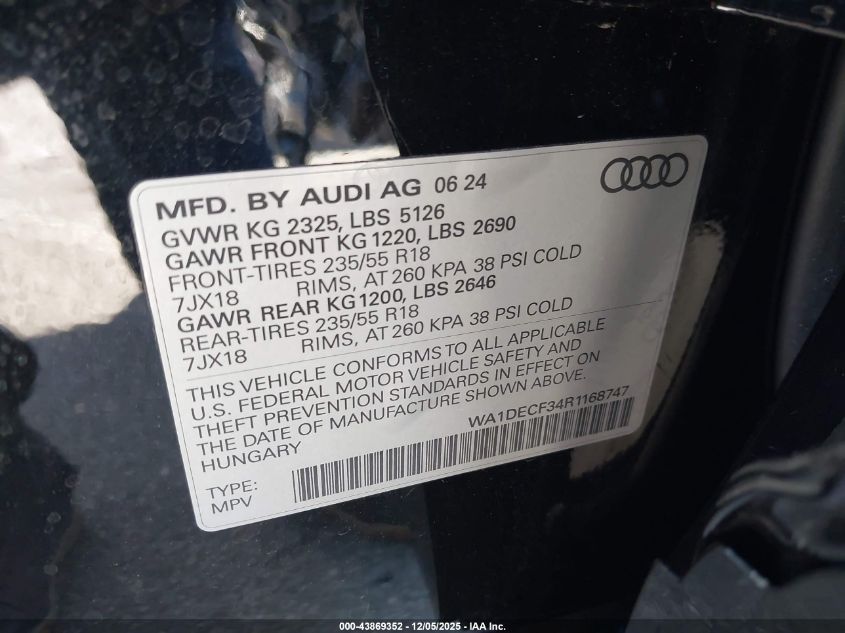 MFD. BY AUDI AG 06 24
GVWR KG 2325, LBS 5126
GAWR FRONT KG 1220, LBS 2690
FRONT-TIRES 235/55 R18
7JX18 RIMS, AT 260 KPA 38 PSI COLD
GAWR REAR KG 1200, LBS 2646
REAR-TIRES 235/55 R18
7JX18 RIMS, AT 260 KPA 38 PSI COLD
THIS VEHICLE CONFORMS TO ALL APPLICABLE
U.S. FEDERAL MOTOR VEHICLE SAFETY AND
THEFT PREVENTION STANDARDS IN EFFECT ON
THE DATE OF MANUFACTURE SHOWN ABOVE.
HUNGARY WA1DECF34R1168747
TYPE:
MPV
000-43869352 - 12/05/2025 - IAA Inc.